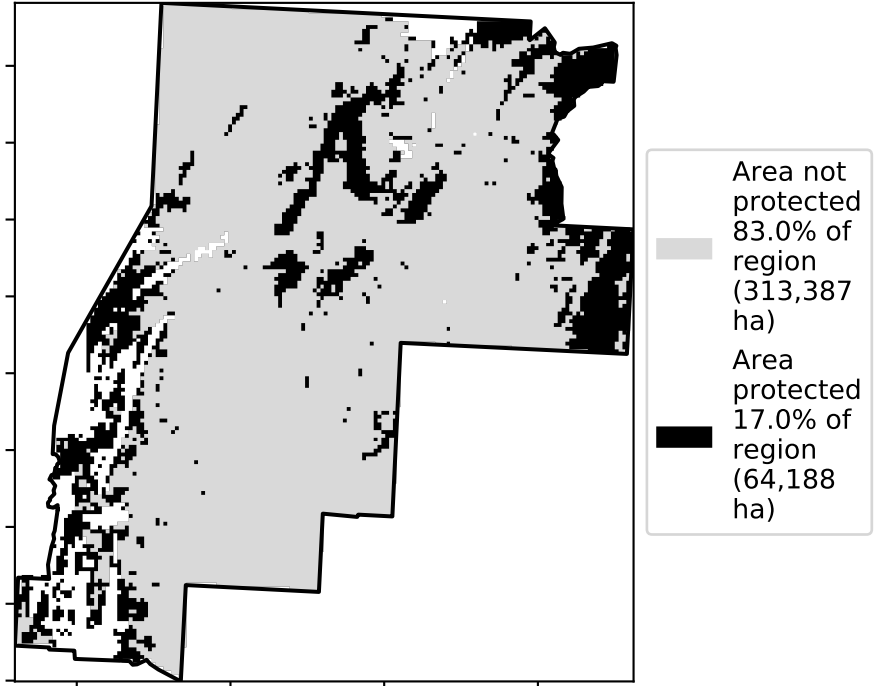 Area not
protected
83.0% of
region
(313,387
ha)
Area
protected
17.0% of
region
(64,188
ha)